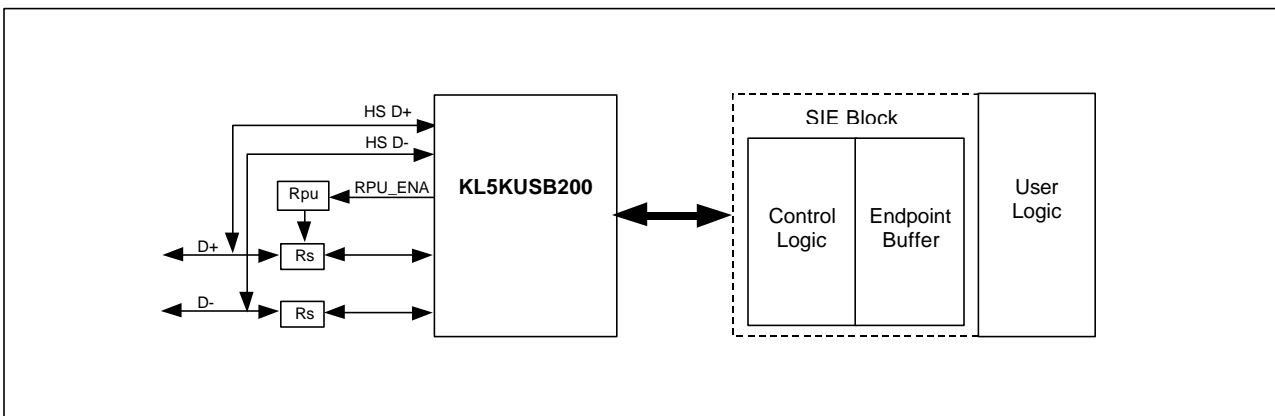 HS D+
HS D-
RPU_ENA
Rpu
D+
Rs
D-
Rs
KL5KUSB200
SIE Block
Control
Logic
Endpoint
Buffer
User
Logic